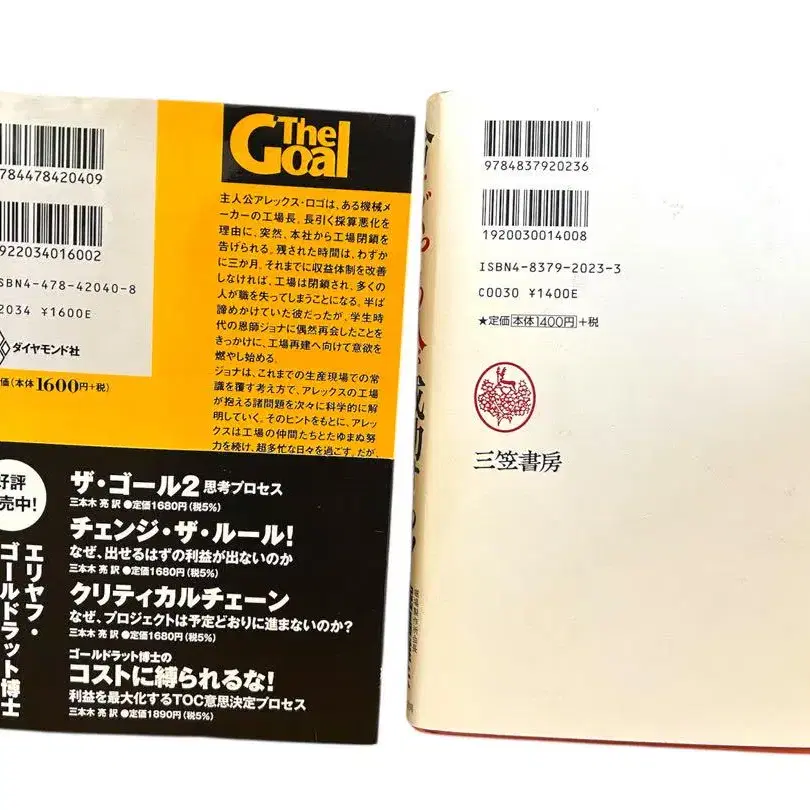 784478420409
922034016002
SBN4-478-42040-8
2034 ¥1600E
ダイヤモンド社
価(本体1600円+税)
The
Goal
主人公アレックス・ロゴは、ある機械メ
ーカーの工場長。長引く採算悪化を
理由に、突然、本社から工場閉鎖を
告げられる。残された時間は、わずか
に三か月。それまでに収益体制を改善
しなければ、工場は閉鎖され、多くの
人が職を失ってしまうことになる。半ば
諦めかけていた彼だったが、学生時
代の恩師ジョナに偶然再会したことを
きっかけに、工場再建へ向けて意欲を
燃やし始める。
ジョナは、これまでの生産現場での常
識を覆す考え方で、アレックスの工場
が抱える諸問題を次々に科学的に解
明していく。そのヒントをもとに、アレッ
クスは工場の仲間たちとたゆまぬ努
力を続け、超多忙な日々を過ごす。だが、
好評
売中!
エリヤフ・
ゴールドラット博士
ザ・ゴール2 思考プロセス
三本木 亮 訳 ●定価1680円(税5%)
チェンジ・ザ・ルール!
なぜ、出せるはずの利益が出ないのか
三本木 亮 訳 ●定価1680円(税5%)
クリティカルチェーン
なぜ、プロジェクトは予定どおりに進まないのか?
三本木 亮 訳 ●定価1680円(税5%)
ゴールドラット博士の
コストに縛られるな!
利益を最大化するTOC意思決定プロセス
三本木 亮 訳 ●定価1890円(税5%)
9784837920236
1920030014008
ISBN4-8379-2023-3
C0030 ¥1400E
★定価 本体1400円 +税
三笠書房